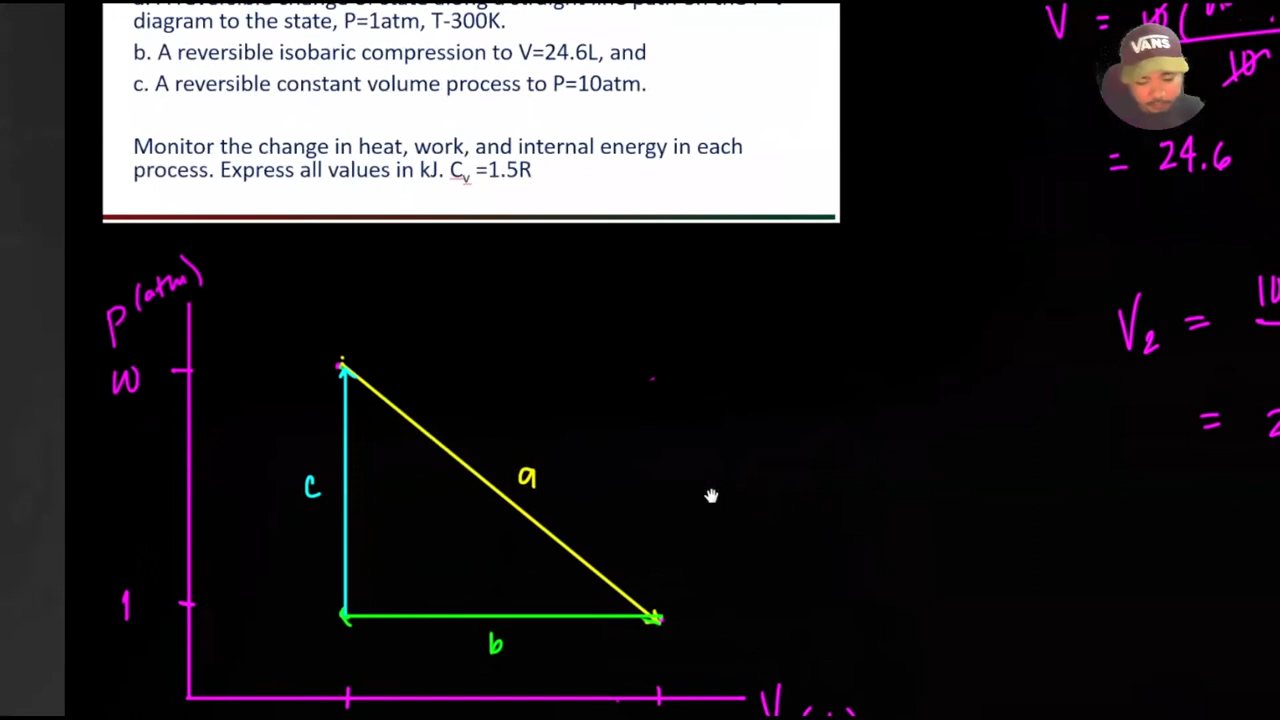 diagram to the state, P=1atm, T-300K.
b. A reversible isobaric compression to V=24.6L, and
c. A reversible constant volume process to P=10atm.
Monitor the change in heat, work, and internal energy in each
process. Express all values in kJ. Cv =1.5R
V =
10
VANS
= 24.6
P (atm)
10
V2 = 10
=
c
a
1
b
V